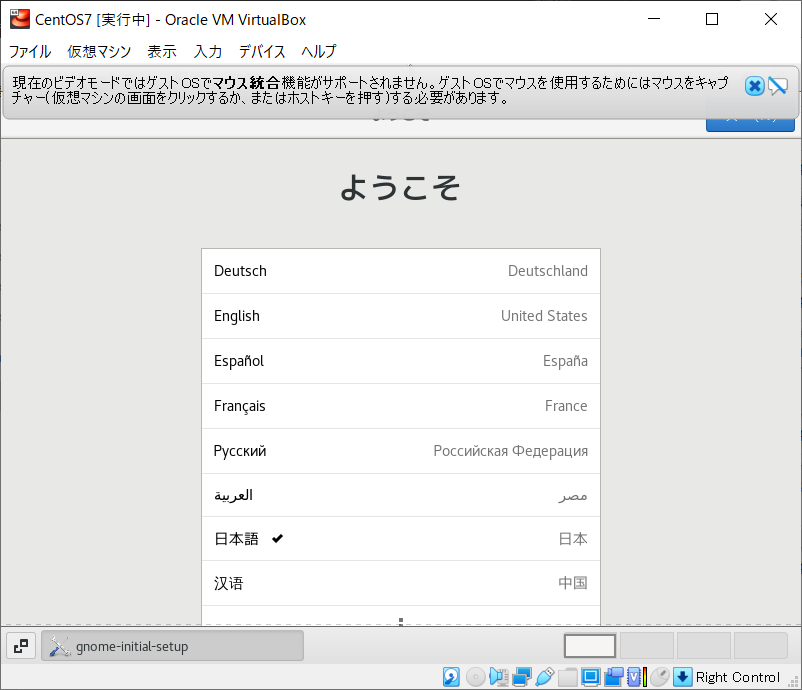 CentOS7 [実行中] - Oracle VM VirtualBox
ファイル 仮想マシン 表示 入力 デバイス ヘルプ
現在のビデオモードではゲストOSでマウス統合機能がサポートされません。ゲストOSでマウスを使用するためにはマウスをキャプ
チャー(仮想マシンの画面をクリックするか、またはホストキーを押す)する必要があります。
ようこそ
Deutsch Deutschland
English United States
Español España
Français France
Русский Российская Федерация
العربية مصر
日本語 日本
汉语 中国
gnome-initial-setup
Right Control